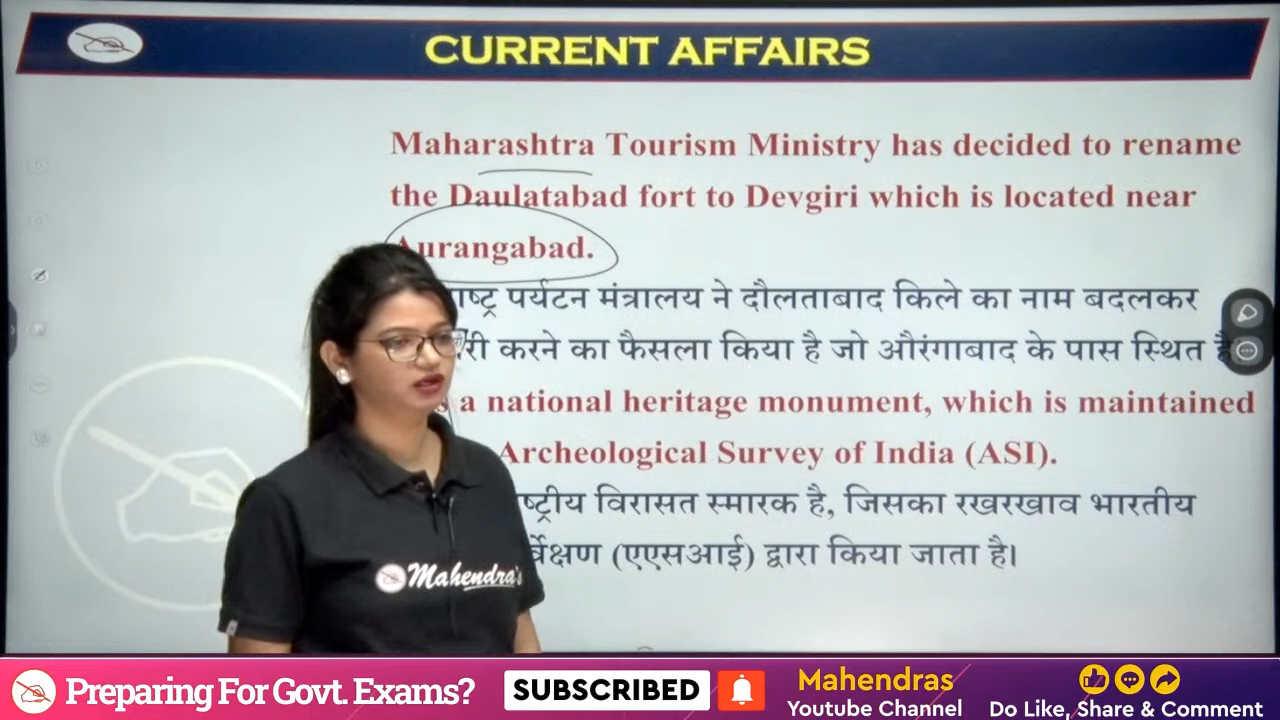 CURRENT AFFAIRS
Maharashtra Tourism Ministry has decided to rename
the Daulatabad fort to Devgiri which is located near
Aurangabad.
पर्यटन मंत्रालय ने दौलताबाद किले का नाम बदलकर
करने का फैसला किया है जो औरंगाबाद के पास स्थित है
a national heritage monument, which is maintained
Archeological Survey of India (ASI).
विरासत स्मारक है, जिसका रखरखाव भारतीय
(एएसआई) द्वारा किया जाता है।
Mahendra's
Preparing For Govt. Exams?
SUBSCRIBED
Mahendras
Youtube Channel
Do Like, Share & Comment